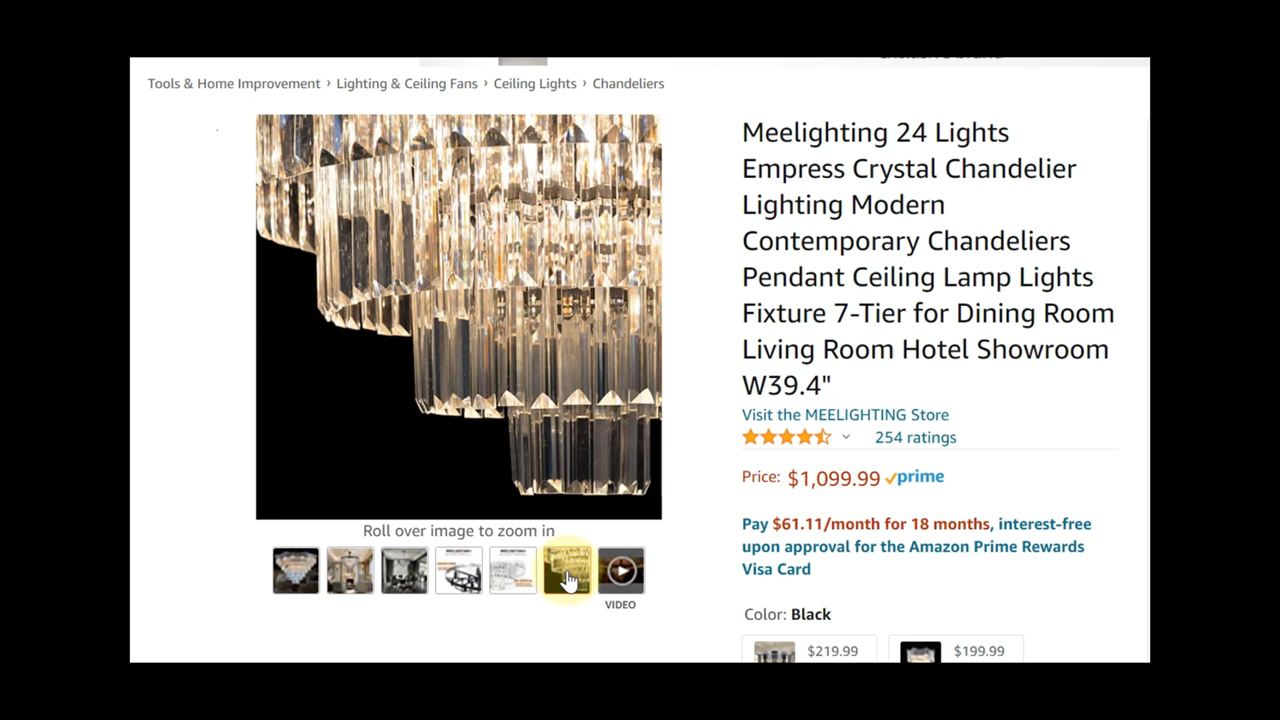 Tools & Home Improvement › Lighting & Ceiling Fans › Ceiling Lights › Chandeliers
Meelighting 24 Lights
Empress Crystal Chandelier
Lighting Modern
Contemporary Chandeliers
Pendant Ceiling Lamp Lights
Fixture 7-Tier for Dining Room
Living Room Hotel Showroom
W39.4"
Visit the MEELIGHTING Store
254 ratings
Price: $1,099.99 prime
Pay $61.11/month for 18 months, interest-free
upon approval for the Amazon Prime Rewards
Visa Card
Color: Black
$219.99 $199.99
Roll over image to zoom in
VIDEO